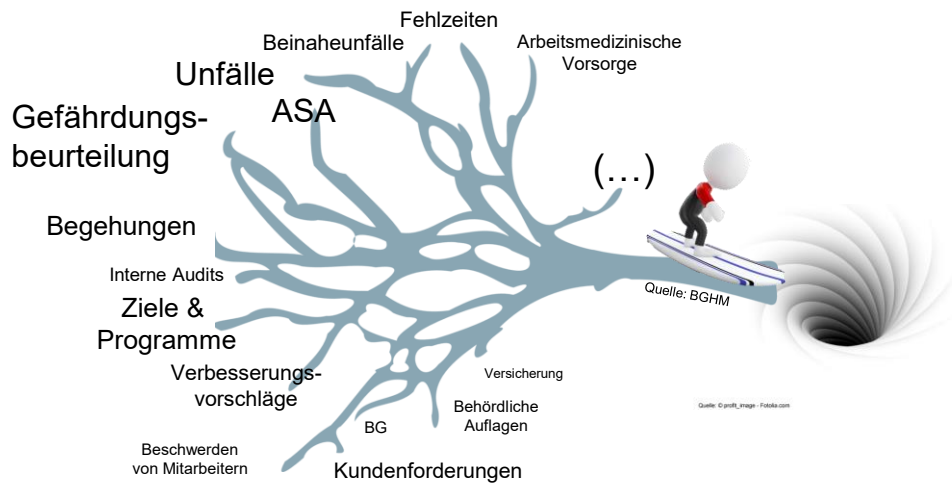 Fehlzeiten
Beinaheunfälle
Arbeitsmedizinische
Vorsorge
Unfälle
ASA
Gefährdungs-
beurteilung
(…)
Begehungen
Interne Audits
Quelle: BGHM
Ziele &
Programme
Verbesserungs-
vorschläge
Versicherung
Quelle: © profit_image - Fotolia.com
Behördliche
Auflagen
BG
Beschwerden
von Mitarbeitern
Kundenforderungen